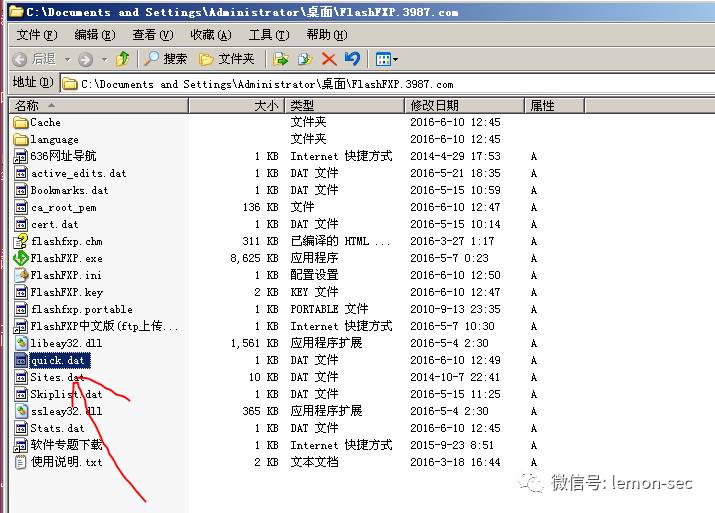 C:\Documents and Settings\Administrator\桌面\FlashFXP.3987.com
文件(F) 编辑(E) 查看(V) 收藏(A) 工具(T) 帮助(H)
后退 搜索 文件夹
地址(D) C:\Documents and Settings\Administrator\桌面\FlashFXP.3987.com
名称 大小 类型 修改日期 属性
Cache 文件夹 2016-6-10 12:45
language 文件夹 2016-6-10 12:45
636网址导航 1 KB Internet 快捷方式 2014-4-29 17:53 A
active_edits.dat 1 KB DAT 文件 2016-5-21 18:35 A
Bookmarks.dat 1 KB DAT 文件 2016-5-15 10:59 A
ca_root_pem 136 KB 文件 2016-6-10 12:47 A
cert.dat 1 KB DAT 文件 2016-5-15 10:14 A
flashfxp.chm 311 KB 已编译的 HTML ... 2016-3-27 1:17 A
FlashFXP.exe 8,625 KB 应用程序 2016-5-7 0:23 A
FlashFXP.ini 1 KB 配置设置 2016-6-10 12:50 A
FlashFXP.key 2 KB KEY 文件 2016-6-10 12:47 A
flashfxp.portable 1 KB PORTABLE 文件 2010-9-13 23:35 A
FlashFXP中文版(ftp上传... 1 KB Internet 快捷方式 2016-5-7 10:30 A
libeay32.dll 1,561 KB 应用程序扩展 2016-5-4 2:30 A
quick.dat 1 KB DAT 文件 2016-6-10 12:49 A
Sites.dat 10 KB DAT 文件 2014-10-7 22:41 A
Skiplist.dat 1 KB DAT 文件 2016-5-15 11:25 A
ssleay32.dll 365 KB 应用程序扩展 2016-5-4 2:30 A
Stats.dat 1 KB DAT 文件 2016-6-10 12:45 A
软件专题下载 1 KB Internet 快捷方式 2015-9-23 8:51 A
使用说明.txt 2 KB 文本文档 2016-3-18 16:44 A
微信号: lemon-sec